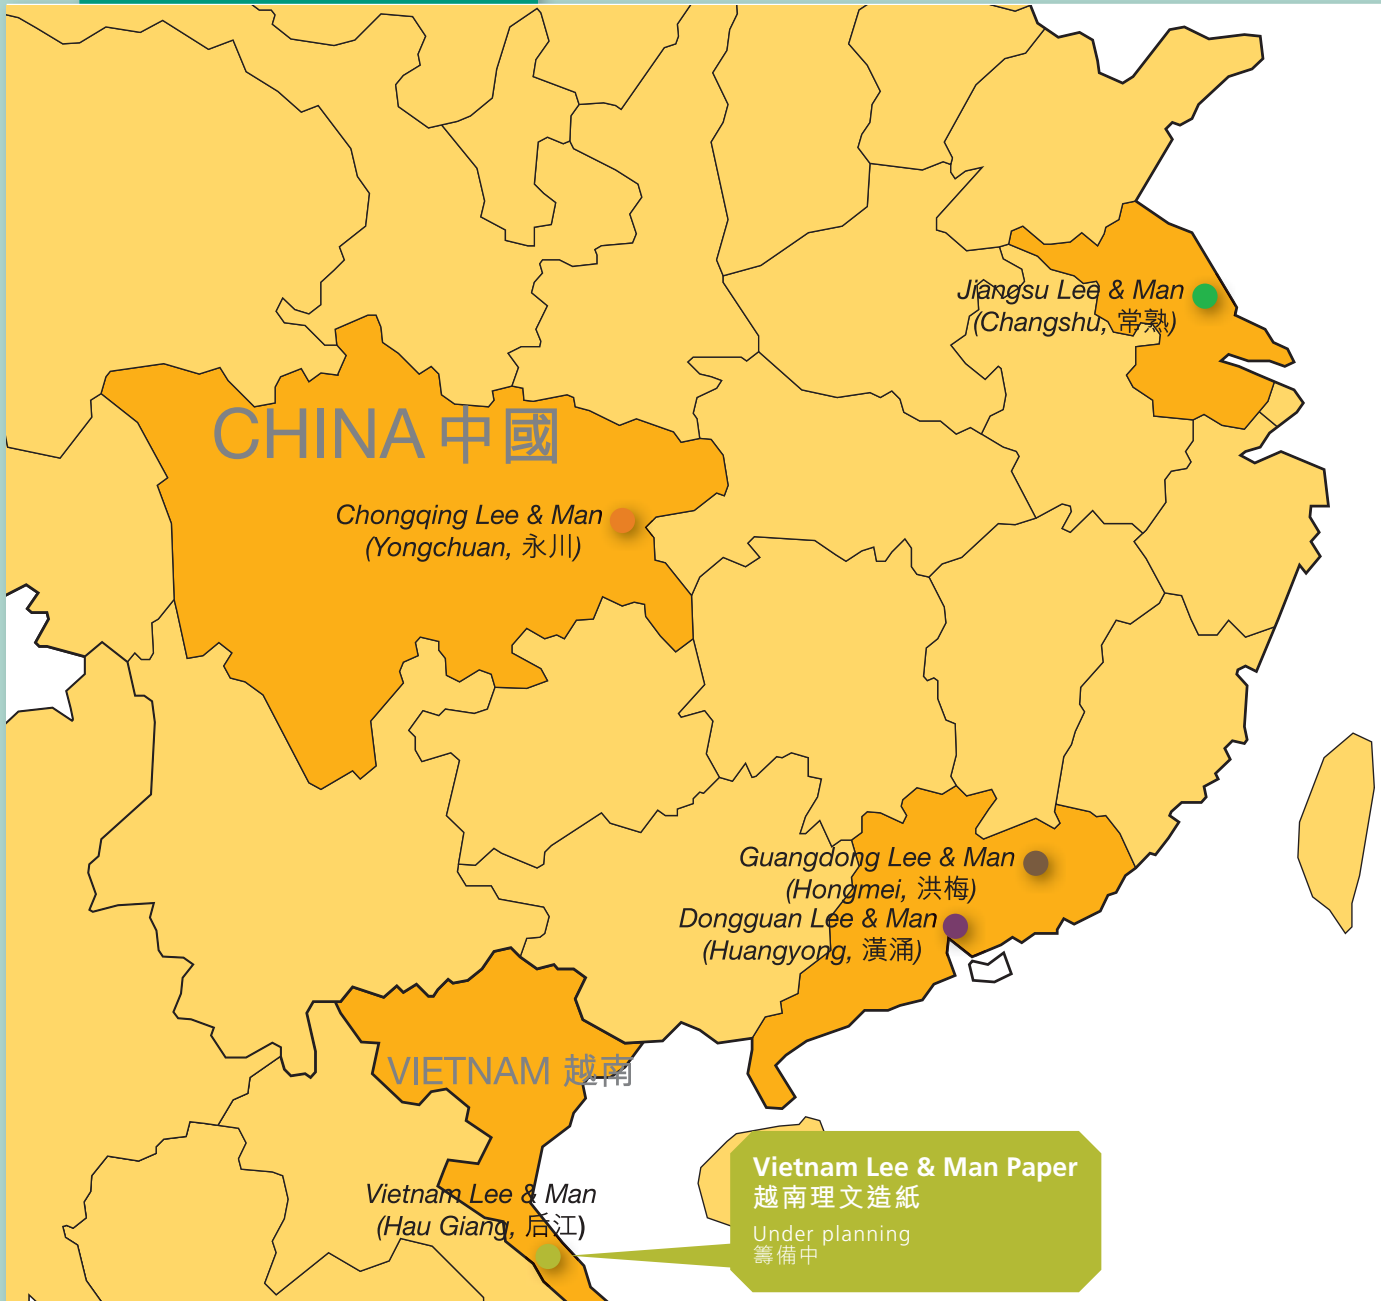 Jiangsu Lee & Man
(Changshu, 常熟)
CHINA 中國
Chongqing Lee & Man
(Yongchuan, 永川)
Guangdong Lee & Man
(Hongmei, 洪梅)
Dongguan Lee & Man
(Huangyong, 潢涌)
VIETNAM 越南
Vietnam Lee & Man Paper
越南理文造紙
Under planning
籌備中
Vietnam Lee & Man
(Hau Giang, 后江)